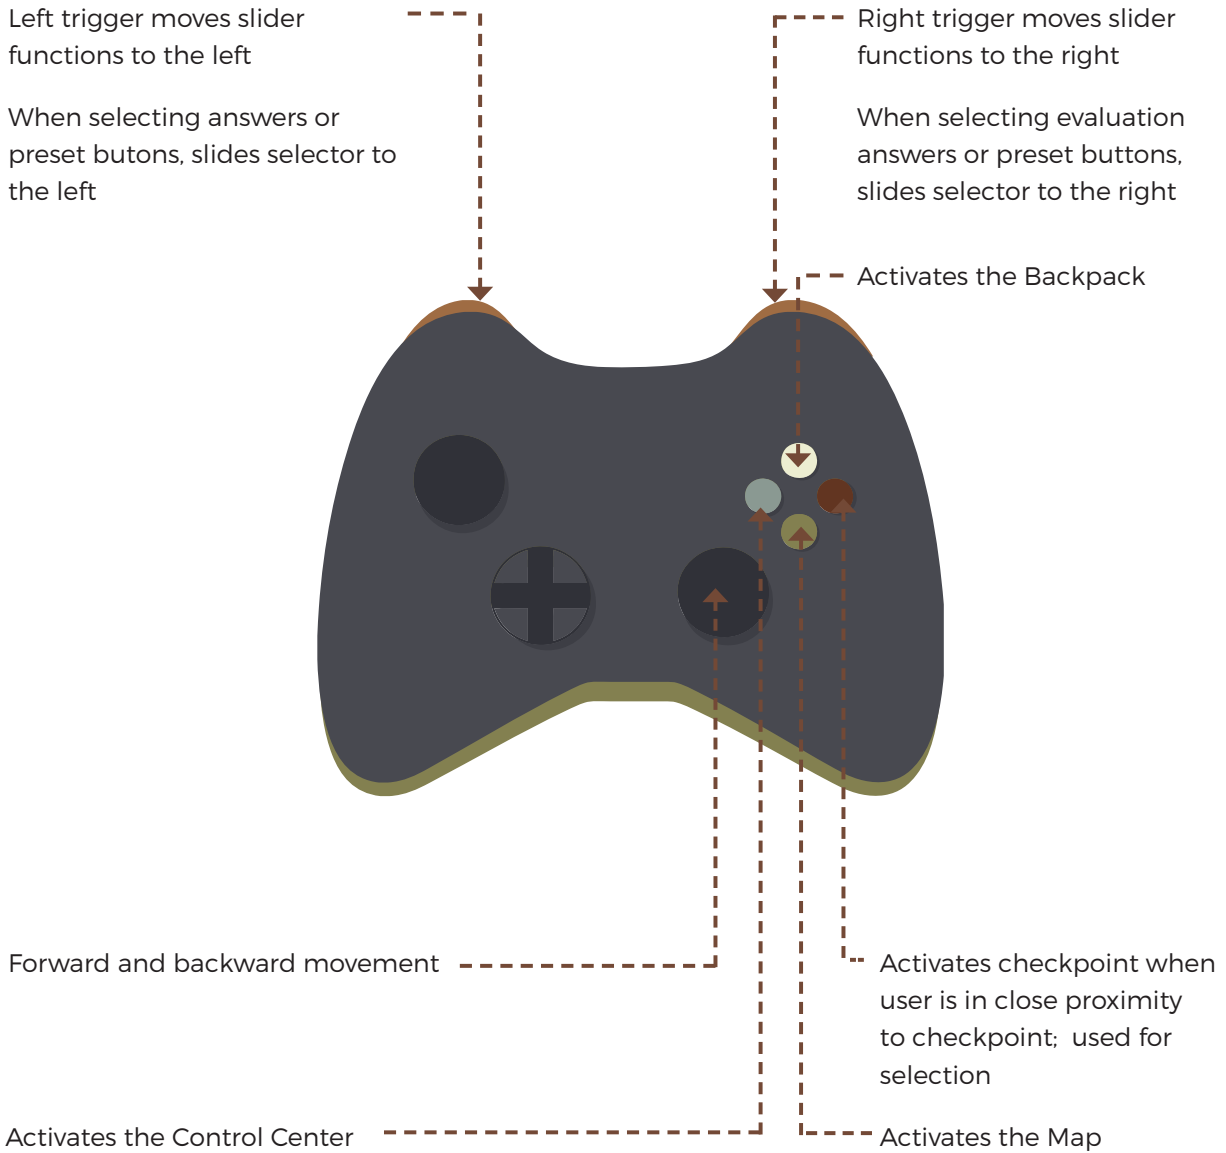 Left trigger moves slider
functions to the left
When selecting answers or
preset butons, slides selector to
the left
Right trigger moves slider
functions to the right
When selecting evaluation
answers or preset buttons,
slides selector to the right
Activates the Backpack
Forward and backward movement
Activates checkpoint when
user is in close proximity
to checkpoint;  used for
selection
Activates the Control Center
Activates the Map